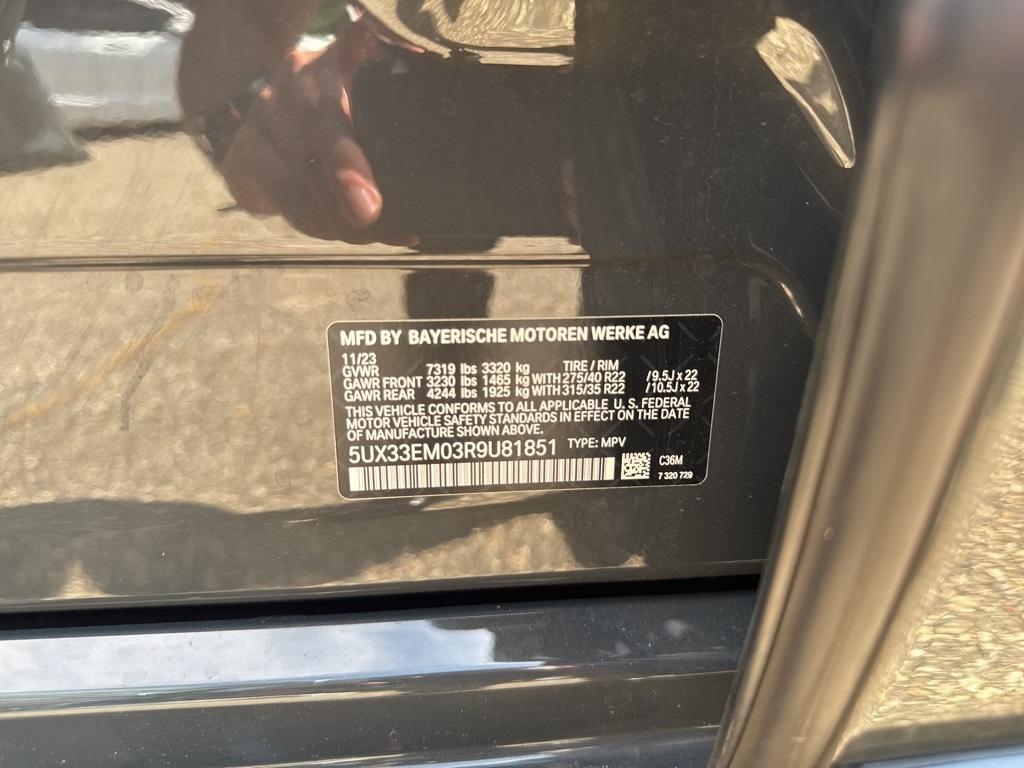 MFD BY BAYERISCHE MOTOREN WERKE AG
11/23 TIRE / RIM
GVWR 7319 lbs 3320 kg
GAWR FRONT 3230 lbs 1465 kg WITH 275/40 R22 / 9.5J x 22
GAWR REAR 4244 lbs 1925 kg WITH 315/35 R22 / 10.5J x 22
THIS VEHICLE CONFORMS TO ALL APPLICABLE U. S. FEDERAL
MOTOR VEHICLE SAFETY STANDARDS IN EFFECT ON THE DATE
OF MANUFACTURE SHOWN ABOVE.
5UX33EM03R9U81851 TYPE: MPV
C36M
7 320 729